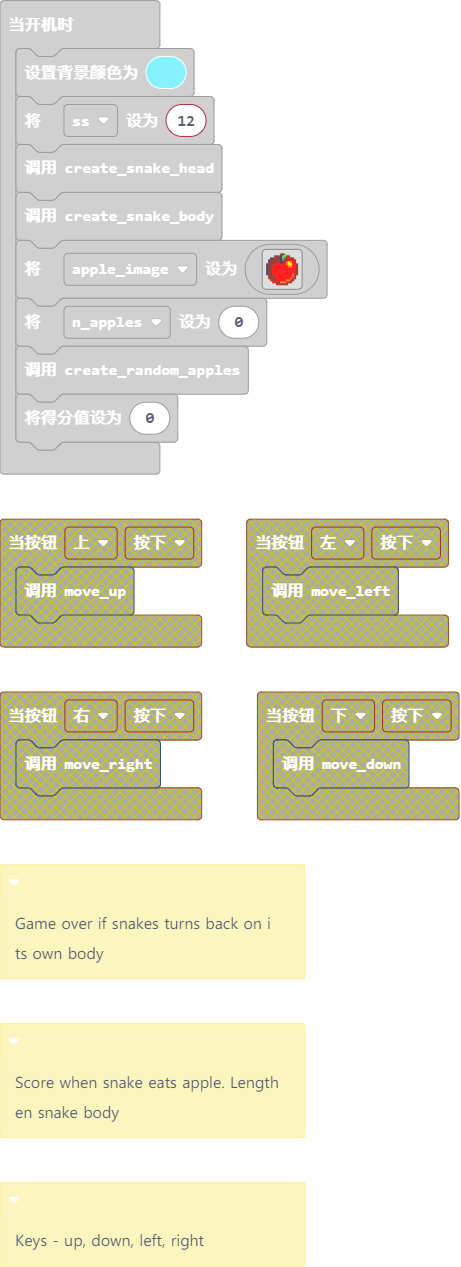 当开机时
设置背景颜色为
将 ss 设为 12
调用 create_snake_head
调用 create_snake_body
将 apple_image 设为
将 n_apples 设为 0
调用 create_random_apples
将得分值设为 0
当按钮 上 按下
调用 move_up
当按钮 左 按下
调用 move_left
当按钮 右 按下
调用 move_right
当按钮 下 按下
调用 move_down
Game over if snakes turns back on i
ts own body
Score when snake eats apple. Length
en snake body
Keys - up, down, left, right